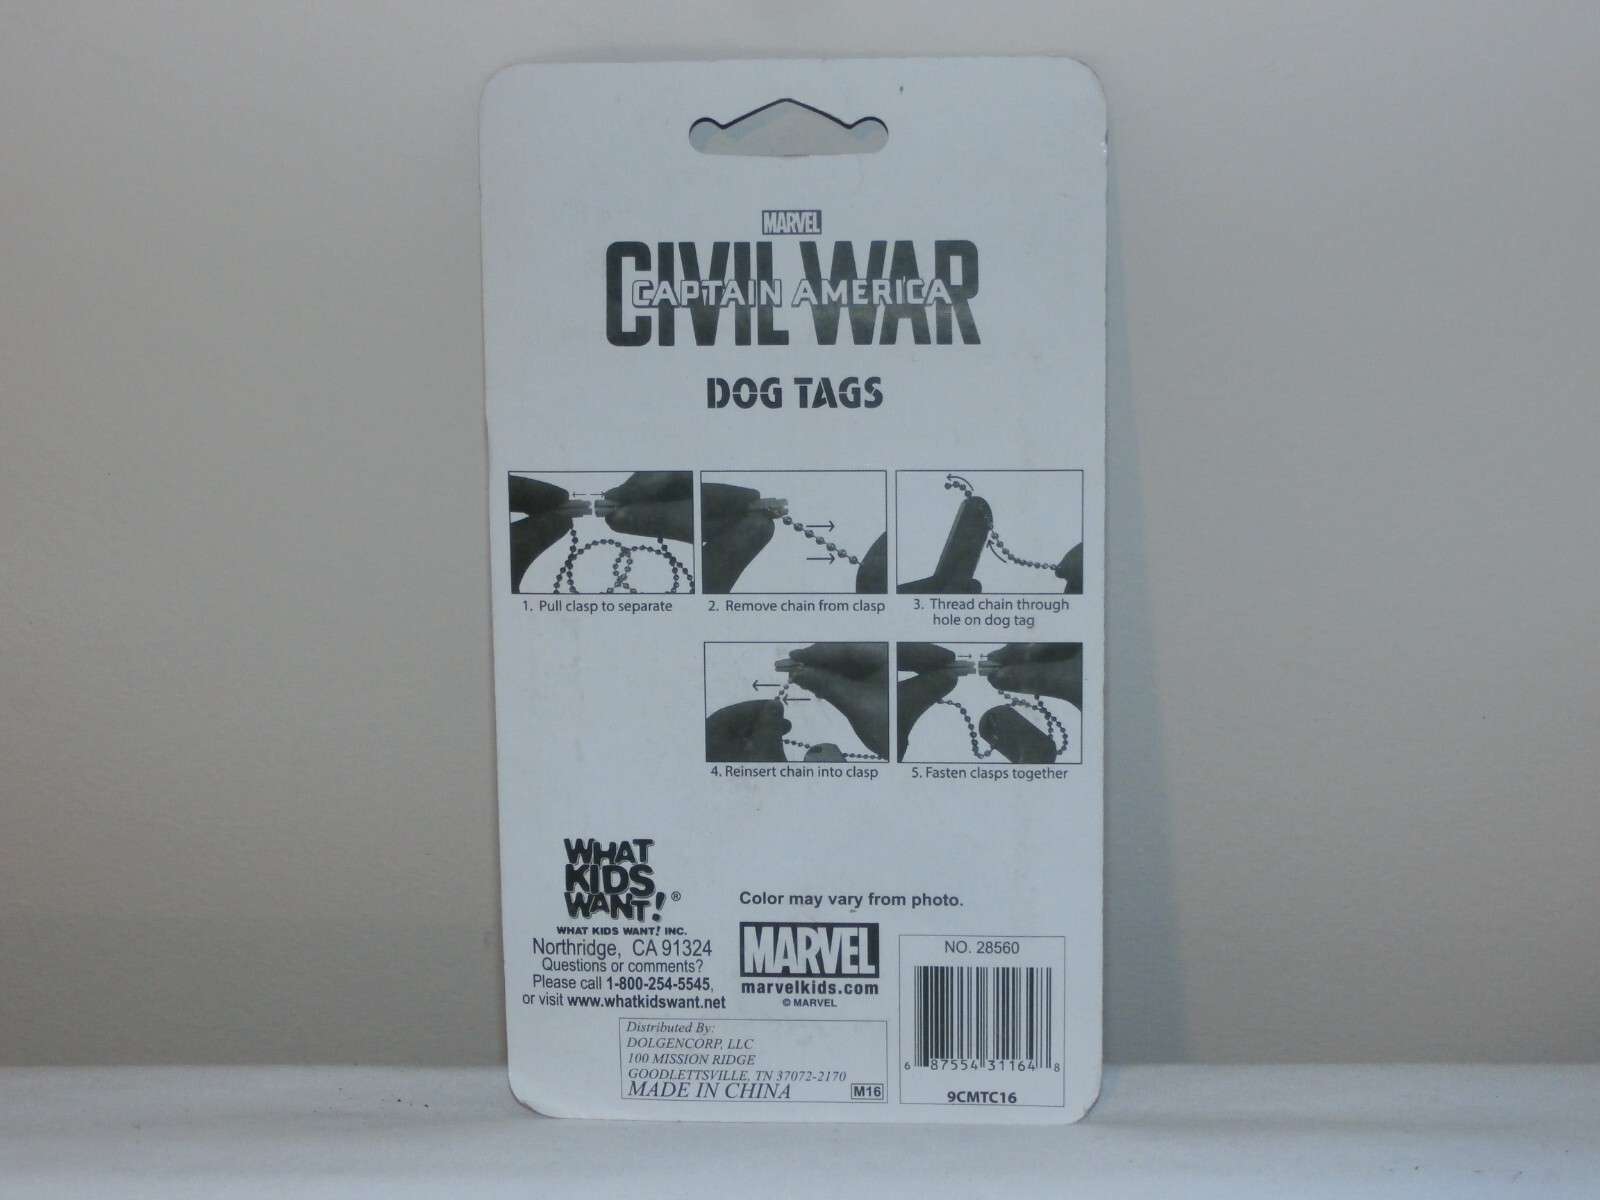 MARVEL
CIVIL WAR
CAPTAIN AMERICA
DOG TAGS
1. Pull clasp to separate
2. Remove chain from clasp
3. Thread chain through
hole on dog tag
4. Reinsert chain into clasp
5. Fasten clasps together
WHAT
KIDS
WANT!®
WHAT KIDS WANT! INC.
Northridge, CA 91324
Questions or comments?
Please call 1-800-254-5545,
or visit www.whatkidswant.net
Color may vary from photo.
MARVEL
marvelkids.com
© MARVEL
Distributed By:
DOLGENCORP, LLC
100 MISSION RIDGE
GOODLETTSVILLE, TN 37072-2170
MADE IN CHINA
M16
NO. 28560
6 87554 31164 8
9CMTC16